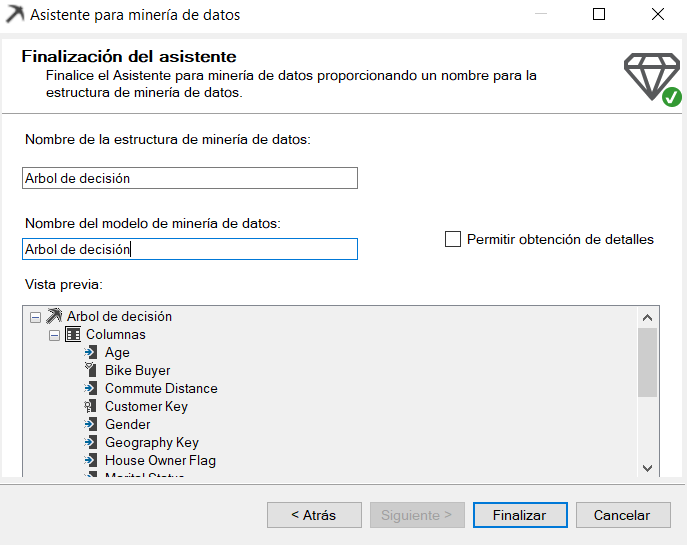 Asistente para minería de datos
Finalización del asistente
Finalice el Asistente para minería de datos proporcionando un nombre para la
estructura de minería de datos.
Nombre de la estructura de minería de datos:
Arbol de decisión
Nombre del modelo de minería de datos:
Arbol de decisión
Permitir obtención de detalles
Vista previa:
Arbol de decisión
Columnas
Age
Bike Buyer
Commute Distance
Customer Key
Gender
Geography Key
House Owner Flag
Marital Status
< Atrás
Siguiente >
Finalizar
Cancelar